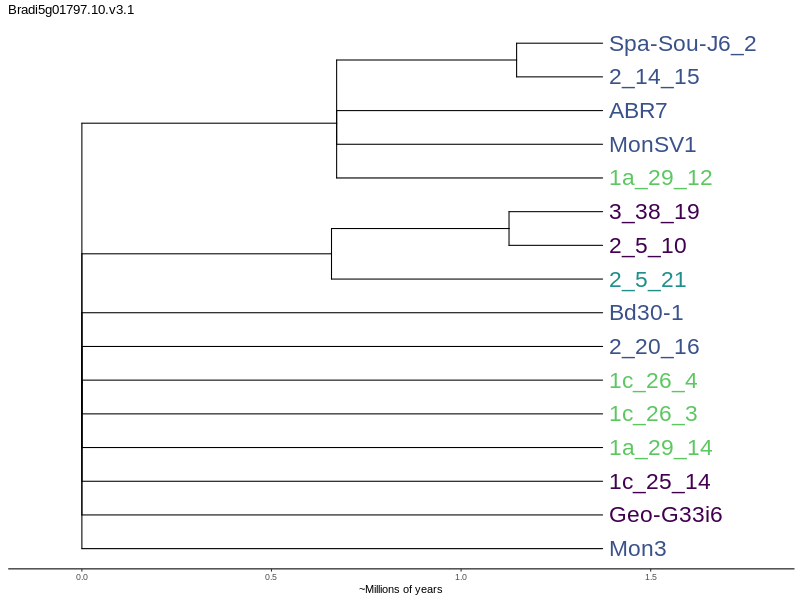 Bradi5g01797.10.v3.1
Spa-Sou-J6_2
2_14_15
ABR7
MonSV1
1a_29_12
3_38_19
2_5_10
2_5_21
Bd30-1
2_20_16
1c_26_4
1c_26_3
1a_29_14
1c_25_14
Geo-G33i6
Mon3
0.0 0.5 1.0 1.5
~Millions of years